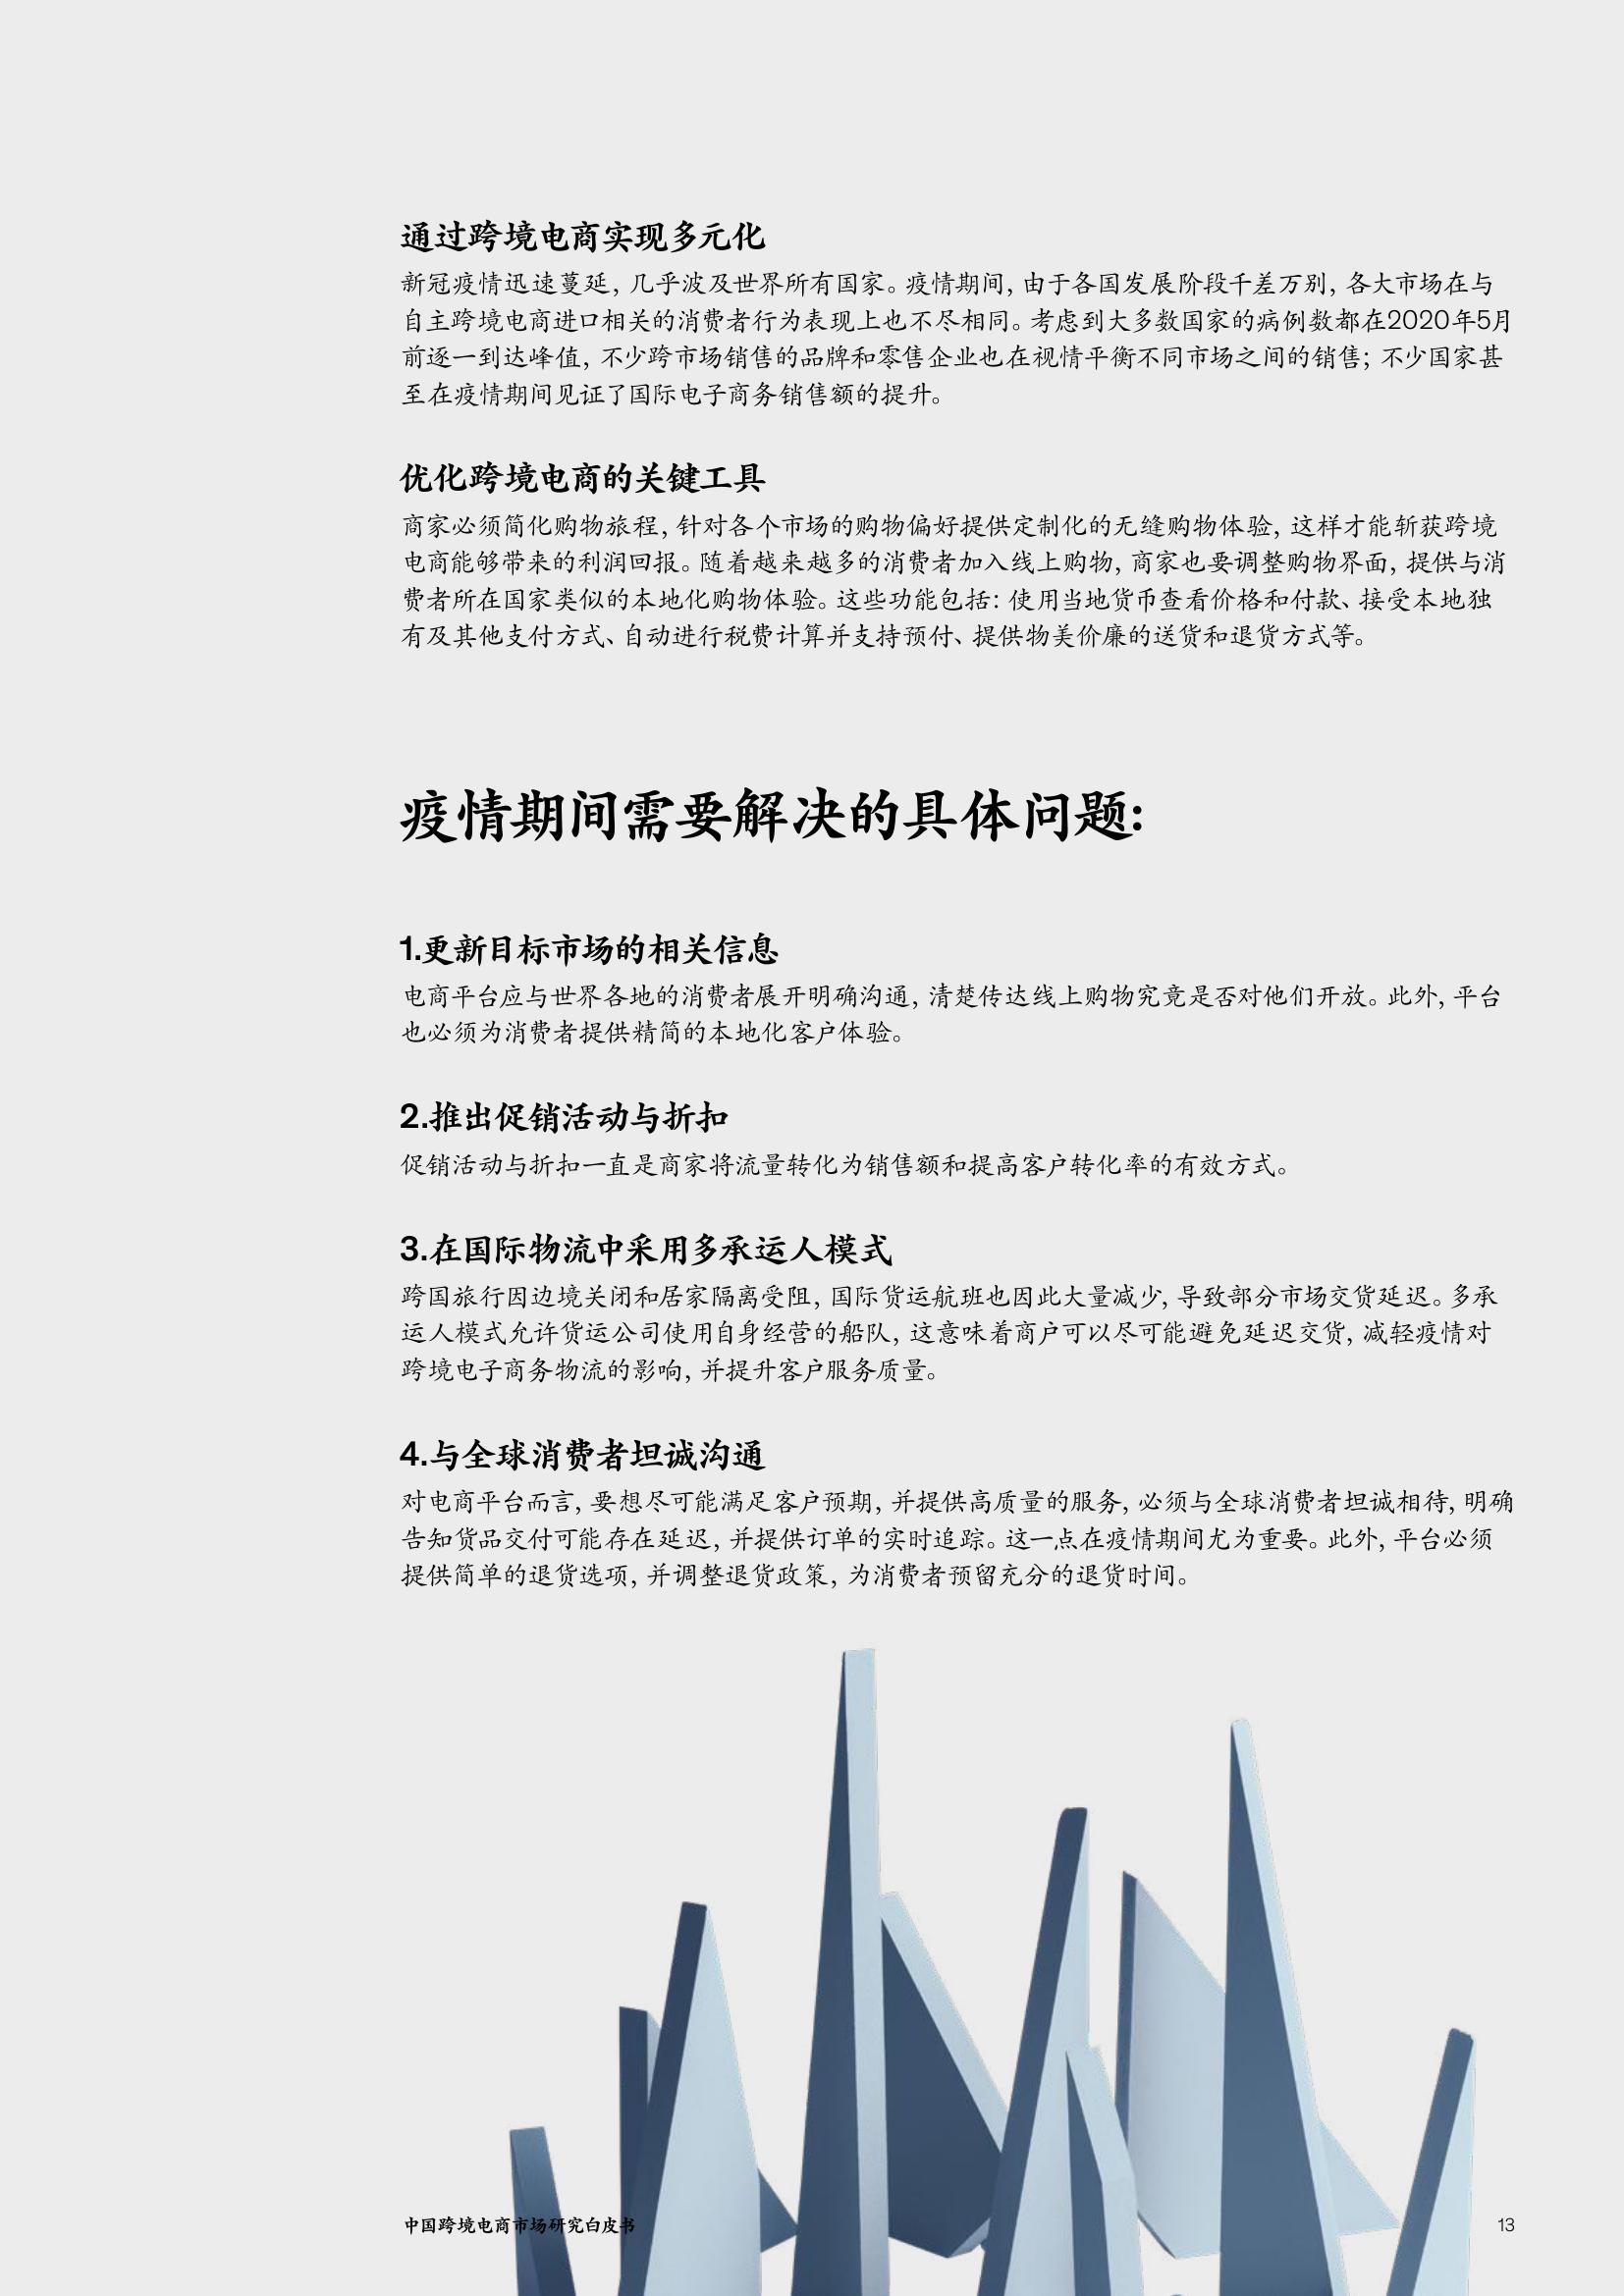 通过跨境电商实现多元化
新冠疫情迅速蔓延, 几乎波及世界所有国家。疫情期间, 由于各国发展阶段千差万别, 各大市场在与
自主跨境电商进口相关的消费者行为表现上也不尽相同。考虑到大多数国家的病例数都在2020年5月
前逐一到达峰值, 不少跨市场销售的品牌和零售企业也在视情平衡不同市场之间的销售; 不少国家甚
至在疫情期间见证了国际电子商务销售额的提升。
优化跨境电商的关键工具
商家必须简化购物旅程, 针对各个市场的购物偏好提供定制化的无缝购物体验, 这样才能斩获跨境
电商能够带来的利润回报。随着越来越多的消费者加入线上购物, 商家也要调整购物界面, 提供与消
费者所在国家类似的本地化购物体验。这些功能包括: 使用当地货币查看价格和付款、接受本地独
有及其他支付方式、自动进行税费计算并支持预付、提供物美价廉的送货和退货方式等。
疫情期间需要解决的具体问题:
1.更新目标市场的相关信息
电商平台应与世界各地的消费者展开明确沟通, 清楚传达线上购物究竟是否对他们开放。此外, 平台
也必须为消费者提供精简的本地化客户体验。
2.推出促销活动与折扣
促销活动与折扣一直是商家将流量转化为销售额和提高客户转化率的有效方式。
3.在国际物流中采用多承运人模式
跨国旅行因边境关闭和居家隔离受阻, 国际货运航班也因此大量减少, 导致部分市场交货延迟。多承
运人模式允许货运公司使用自身经营的船队, 这意味着商户可以尽可能避免延迟交货, 减轻疫情对
跨境电子商务物流的影响, 并提升客户服务质量。
4.与全球消费者坦诚沟通
对电商平台而言, 要想尽可能满足客户预期, 并提供高质量的服务, 必须与全球消费者坦诚相待, 明确
告知货品交付可能存在延迟, 并提供订单的实时追踪。这一点在疫情期间尤为重要。此外, 平台必须
提供简单的退货选项, 并调整退货政策, 为消费者预留充分的退货时间。
中国跨境电商市场研究白皮书
13